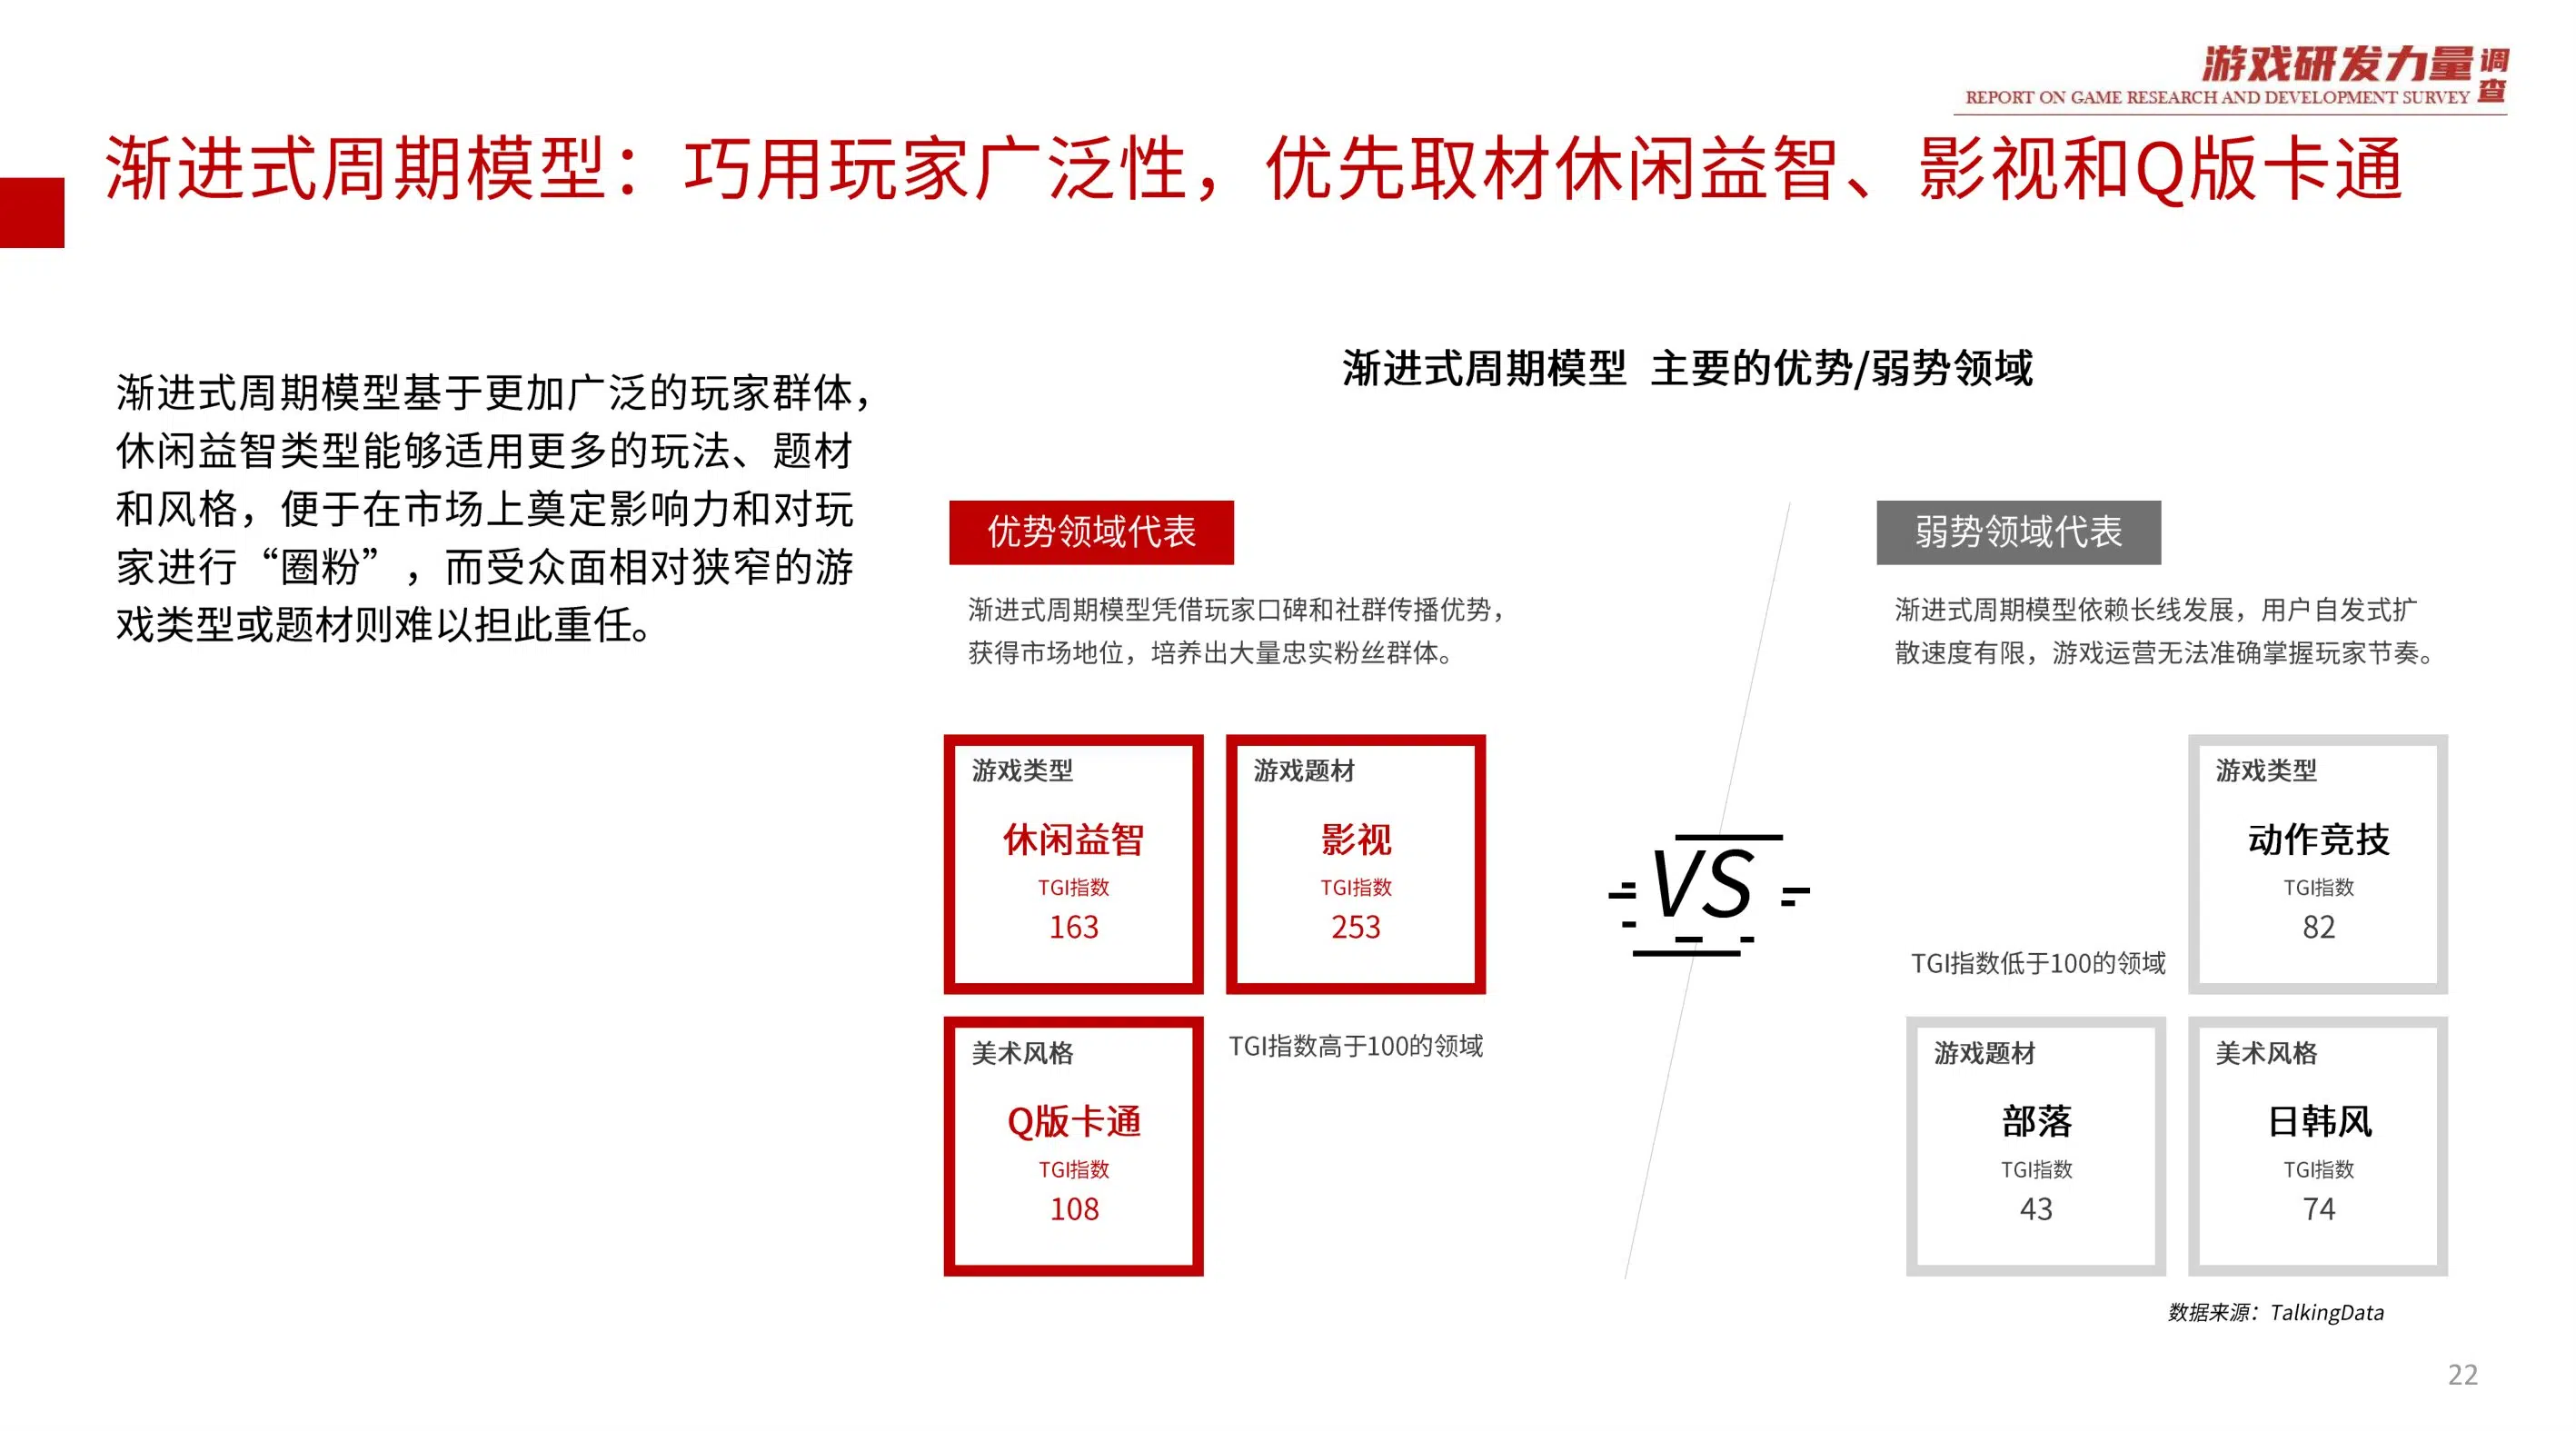 游戏研发力量调查
REPORT ON GAME RESEARCH AND DEVELOPMENT SURVEY
渐进式周期模型：巧用玩家广泛性，优先取材休闲益智、影视和Q版卡通
渐进式周期模型基于更加广泛的玩家群体，
休闲益智类型能够适用更多的玩法、题材
和风格，便于在市场上奠定影响力和对玩
家进行“圈粉”，而受众面相对狭窄的游
戏类型或题材则难以担此重任。
渐进式周期模型 主要的优势/弱势领域
优势领域代表
渐进式周期模型凭借玩家口碑和社群传播优势，
获得市场地位，培养出大量忠实粉丝群体。
游戏类型
休闲益智
TGI指数
163
游戏题材
影视
TGI指数
253
美术风格
Q版卡通
TGI指数
108
TGI指数高于100的领域
VS
弱势领域代表
渐进式周期模型依赖长线发展，用户自发式扩
散速度有限，游戏运营无法准确掌握玩家节奏。
游戏类型
动作竞技
TGI指数
82
TGI指数低于100的领域
游戏题材
部落
TGI指数
43
美术风格
日韩风
TGI指数
74
数据来源：TalkingData
22